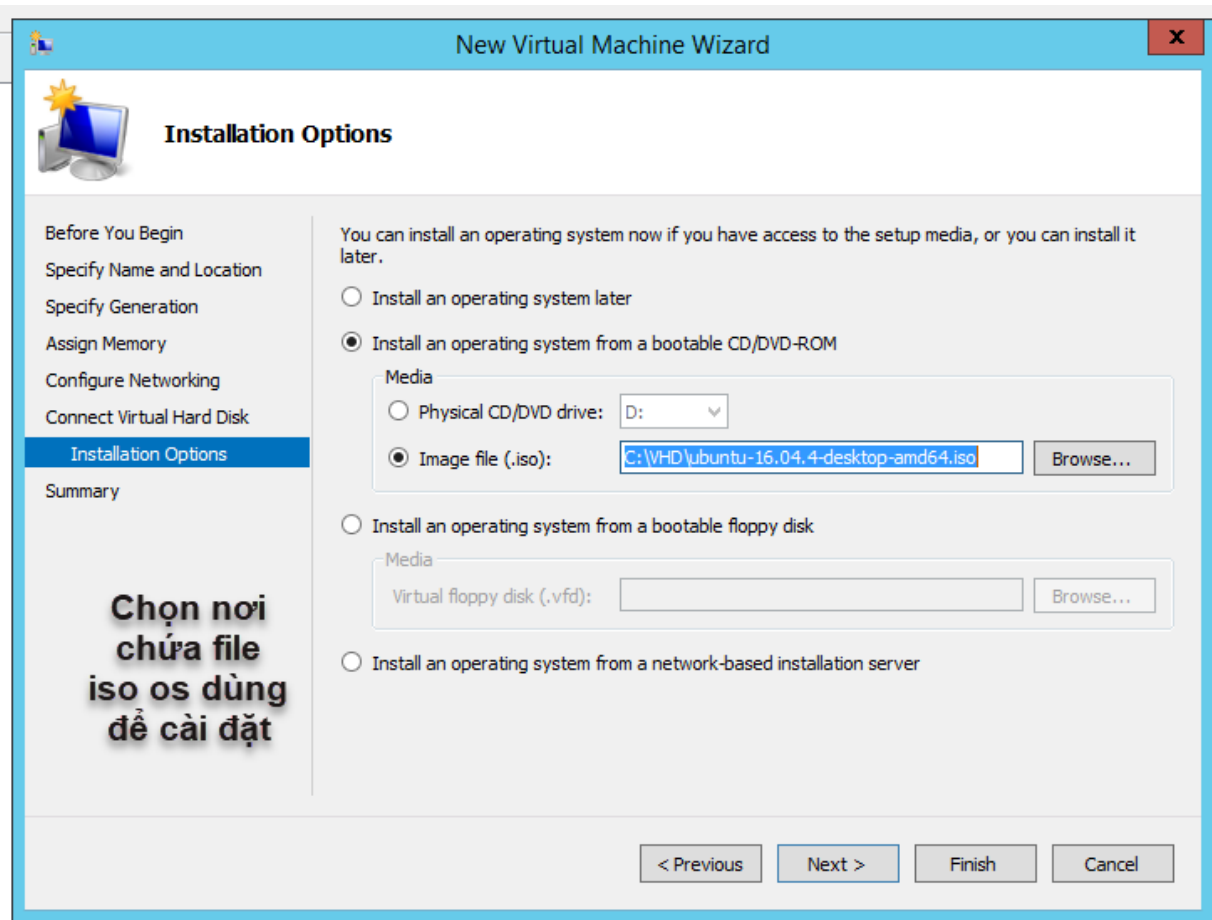 New Virtual Machine Wizard
x
Installation Options
Before You Begin
Specify Name and Location
Specify Generation
Assign Memory
Configure Networking
Connect Virtual Hard Disk
Installation Options
Summary
Chọn nơi
chứa file
iso os dùng
để cài đặt
You can install an operating system now if you have access to the setup media, or you can install it
later.
Install an operating system later
Install an operating system from a bootable CD/DVD-ROM
Media
Physical CD/DVD drive: D:
Image file (.iso): C:\VHD\ubuntu-16.04.4-desktop-amd64.iso Browse...
Install an operating system from a bootable floppy disk
Media
Virtual floppy disk (.vfd): Browse...
Install an operating system from a network-based installation server
< Previous Next > Finish Cancel